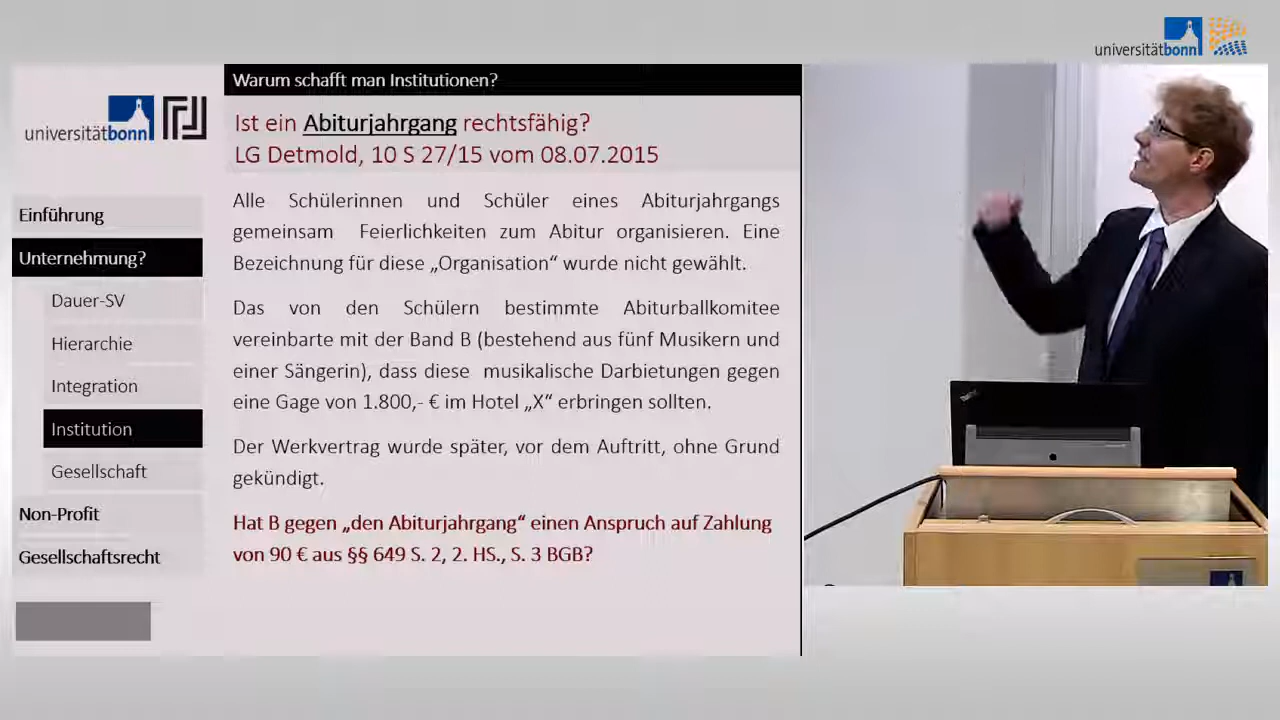 universitätbonn
universitätbonn
Einführung
Unternehmung?
Dauer-SV
Hierarchie
Integration
Institution
Gesellschaft
Non-Profit
Gesellschaftsrecht
Warum schafft man Institutionen?
Ist ein Abiturjahrgang rechtsfähig?
LG Detmold, 10 S 27/15 vom 08.07.2015
Alle Schülerinnen und Schüler eines Abiturjahrgangs
gemeinsam Feierlichkeiten zum Abitur organisieren. Eine
Bezeichnung für diese „Organisation“ wurde nicht gewählt.
Das von den Schülern bestimmte Abiturballkomitee
vereinbarte mit der Band B (bestehend aus fünf Musikern und
einer Sängerin), dass diese musikalische Darbietungen gegen
eine Gage von 1.800,- € im Hotel „X“ erbringen sollten.
Der Werkvertrag wurde später, vor dem Auftritt, ohne Grund
gekündigt.
Hat B gegen „den Abiturjahrgang“ einen Anspruch auf Zahlung
von 90 € aus §§ 649 S. 2, 2. HS., S. 3 BGB?